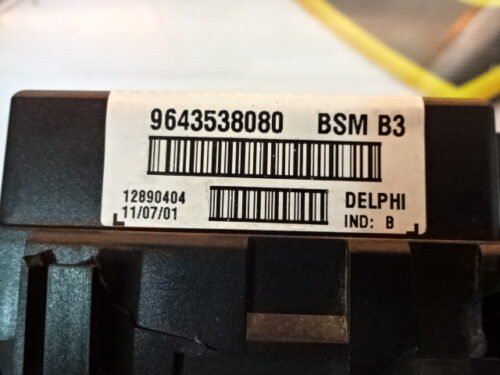 9643538080 BSM B3
12890404 DELPHI
11/07/01 IND: B